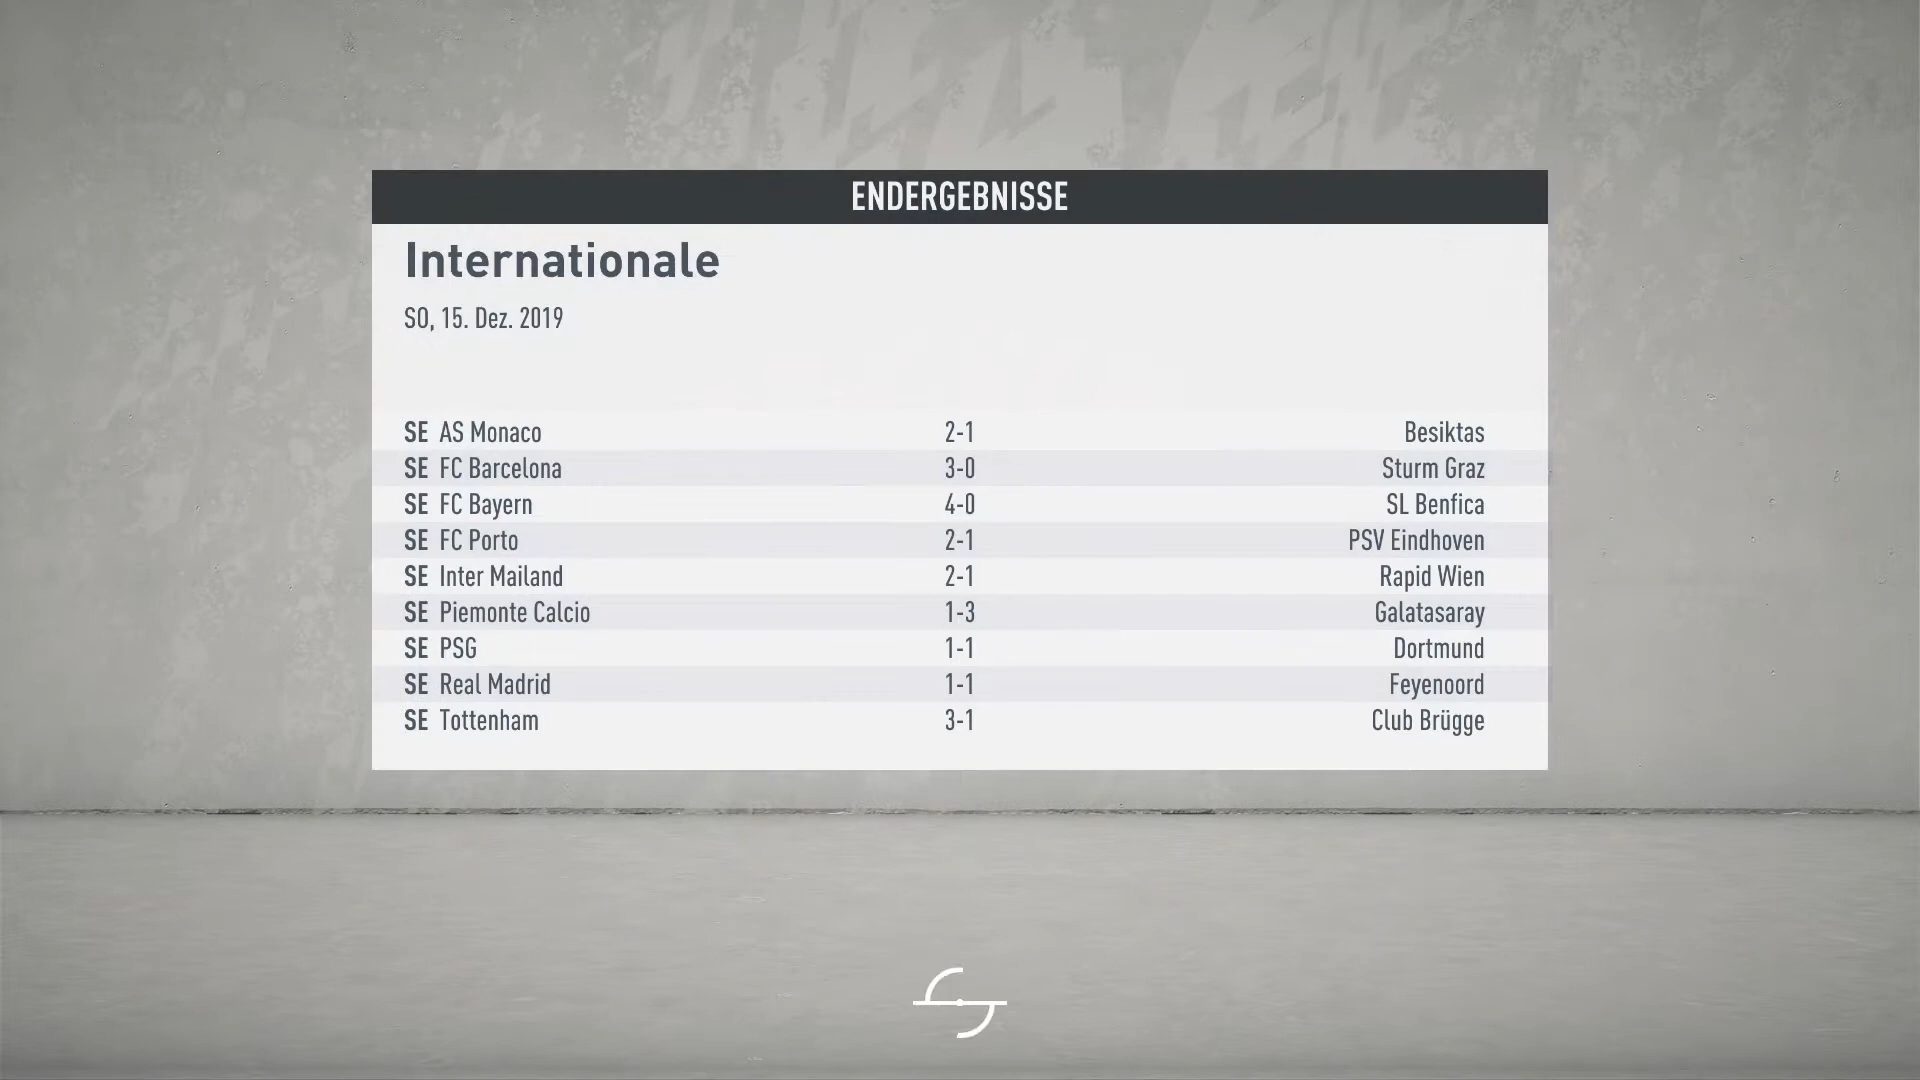 ENDERGEBNISSE
Internationale
SO, 15. Dez. 2019
SE AS Monaco 2-1 Besiktas
SE FC Barcelona 3-0 Sturm Graz
SE FC Bayern 4-0 SL Benfica
SE FC Porto 2-1 PSV Eindhoven
SE Inter Mailand 2-1 Rapid Wien
SE Piemonte Calcio 1-3 Galatasaray
SE PSG 1-1 Dortmund
SE Real Madrid 1-1 Feyenoord
SE Tottenham 3-1 Club Brügge